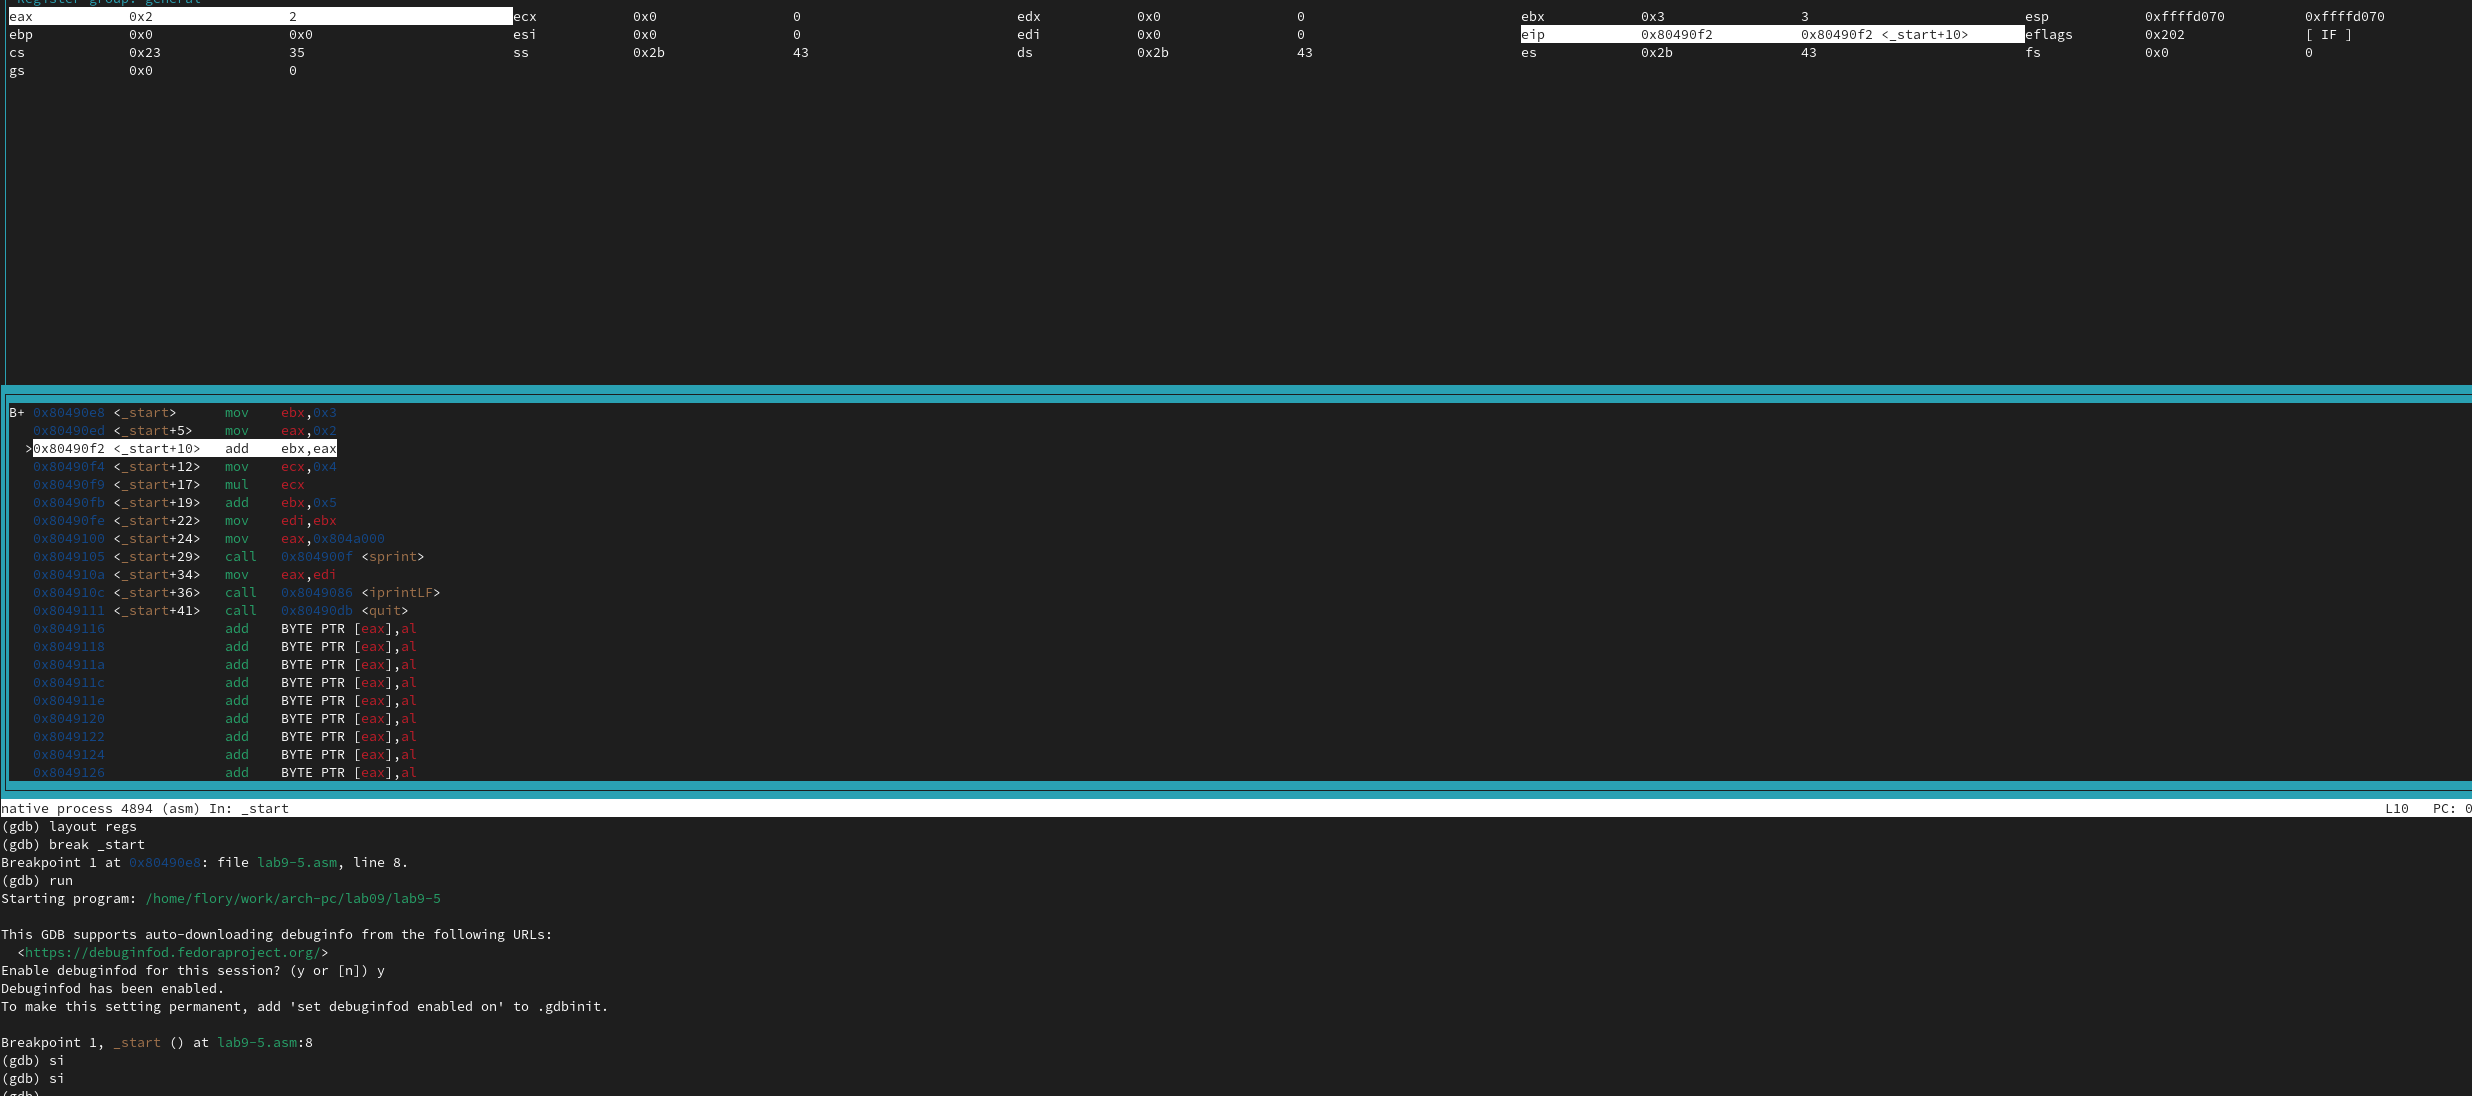 Register group: general
eax 0x2 2 ecx 0x0 0 edx 0x0 0 ebx 0x3 3 esp 0xffffd070 0xffffd070
ebp 0x0 0x0 esi 0x0 0 edi 0x0 0 eip 0x80490f2 0x80490f2 <_start+10> eflags 0x202 [ IF ]
cs 0x23 35 ss 0x2b 43 ds 0x2b 43 es 0x2b 43 fs 0x0 0
gs 0x0 0
B+ 0x80490e8 <_start> mov ebx,0x3
0x80490ed <_start+5> mov eax,0x2
>0x80490f2 <_start+10> add ebx,eax
0x80490f4 <_start+12> mov ecx,0x4
0x80490f9 <_start+17> mul ecx
0x80490fb <_start+19> add ebx,0x5
0x80490fe <_start+22> mov edi,ebx
0x8049100 <_start+24> mov eax,0x804a000
0x8049105 <_start+29> call 0x804900f <sprint>
0x804910a <_start+34> mov eax,edi
0x804910c <_start+36> call 0x8049086 <iprintLF>
0x8049111 <_start+41> call 0x80490db <quit>
0x8049116 add BYTE PTR [eax],al
0x8049118 add BYTE PTR [eax],al
0x804911a add BYTE PTR [eax],al
0x804911c add BYTE PTR [eax],al
0x804911e add BYTE PTR [eax],al
0x8049120 add BYTE PTR [eax],al
0x8049122 add BYTE PTR [eax],al
0x8049124 add BYTE PTR [eax],al
0x8049126 add BYTE PTR [eax],al
native process 4894 (asm) In: _start L10 PC: 0
(gdb) layout regs
(gdb) break _start
Breakpoint 1 at 0x80490e8: file lab9-5.asm, line 8.
(gdb) run
Starting program: /home/flory/work/arch-pc/lab09/lab9-5
This GDB supports auto-downloading debuginfo from the following URLs:
<https://debuginfod.fedoraproject.org/>
Enable debuginfod for this session? (y or [n]) y
Debuginfod has been enabled.
To make this setting permanent, add 'set debuginfod enabled on' to .gdbinit.
Breakpoint 1, _start () at lab9-5.asm:8
(gdb) si
(gdb) si
(gdb)